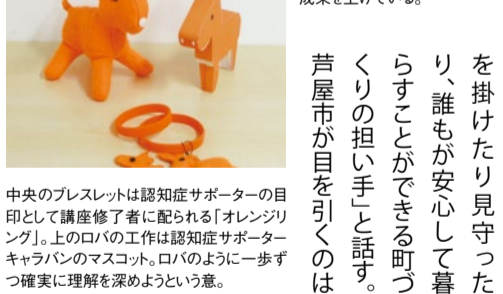 成果を上げている。
を掛けたり見守った
り、誰もが安心して暮
らすことができる町づ
くりの担い手」と話す。
芦屋市が目を引くのは
中央のブレスレットは認知症サポーターの目
印として講座修了者に配られる「オレンジリ
ング」。上のロバの工作は認知症サポーター
キャラバンのマスコット。ロバのように一歩ず
つ確実に理解を深めようという意。